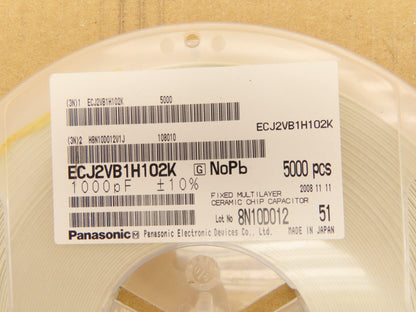 (3N)1 ECJ2VB1H102K 5000
ECJ2VB1H102K
(3N)2 H8N10D012V1J 108010
ECJ2VB1H102K G NoPb 5000 pcs
1000pF ±10% 2008 11 11
FIXED MULTILAYER
CERAMIC CHIP CAPACITOR
Lot No 8N10D012 51
Panasonic M Panasonic Electronic Devices Co., Ltd. MADE IN JAPAN